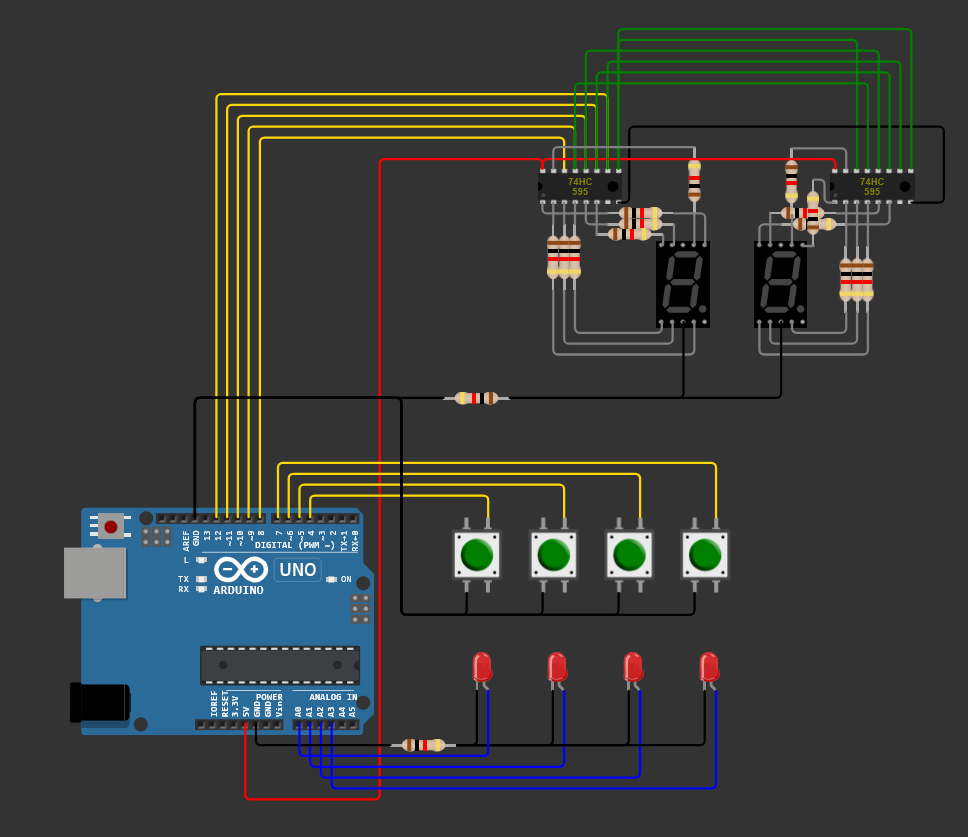 74HC
595
74HC
595
AREF
GND
13
12
~11
~10
~9
8
7
~6
~5
4
~3
2
TX→1
RX←0
DIGITAL (PWM ~)
L
TX
RX
UNO
ON
ARDUINO
POWER
ANALOG IN
IOREF
RESET
3.3V
5V
GND
GND
Vin
A0
A1
A2
A3
A4
A5